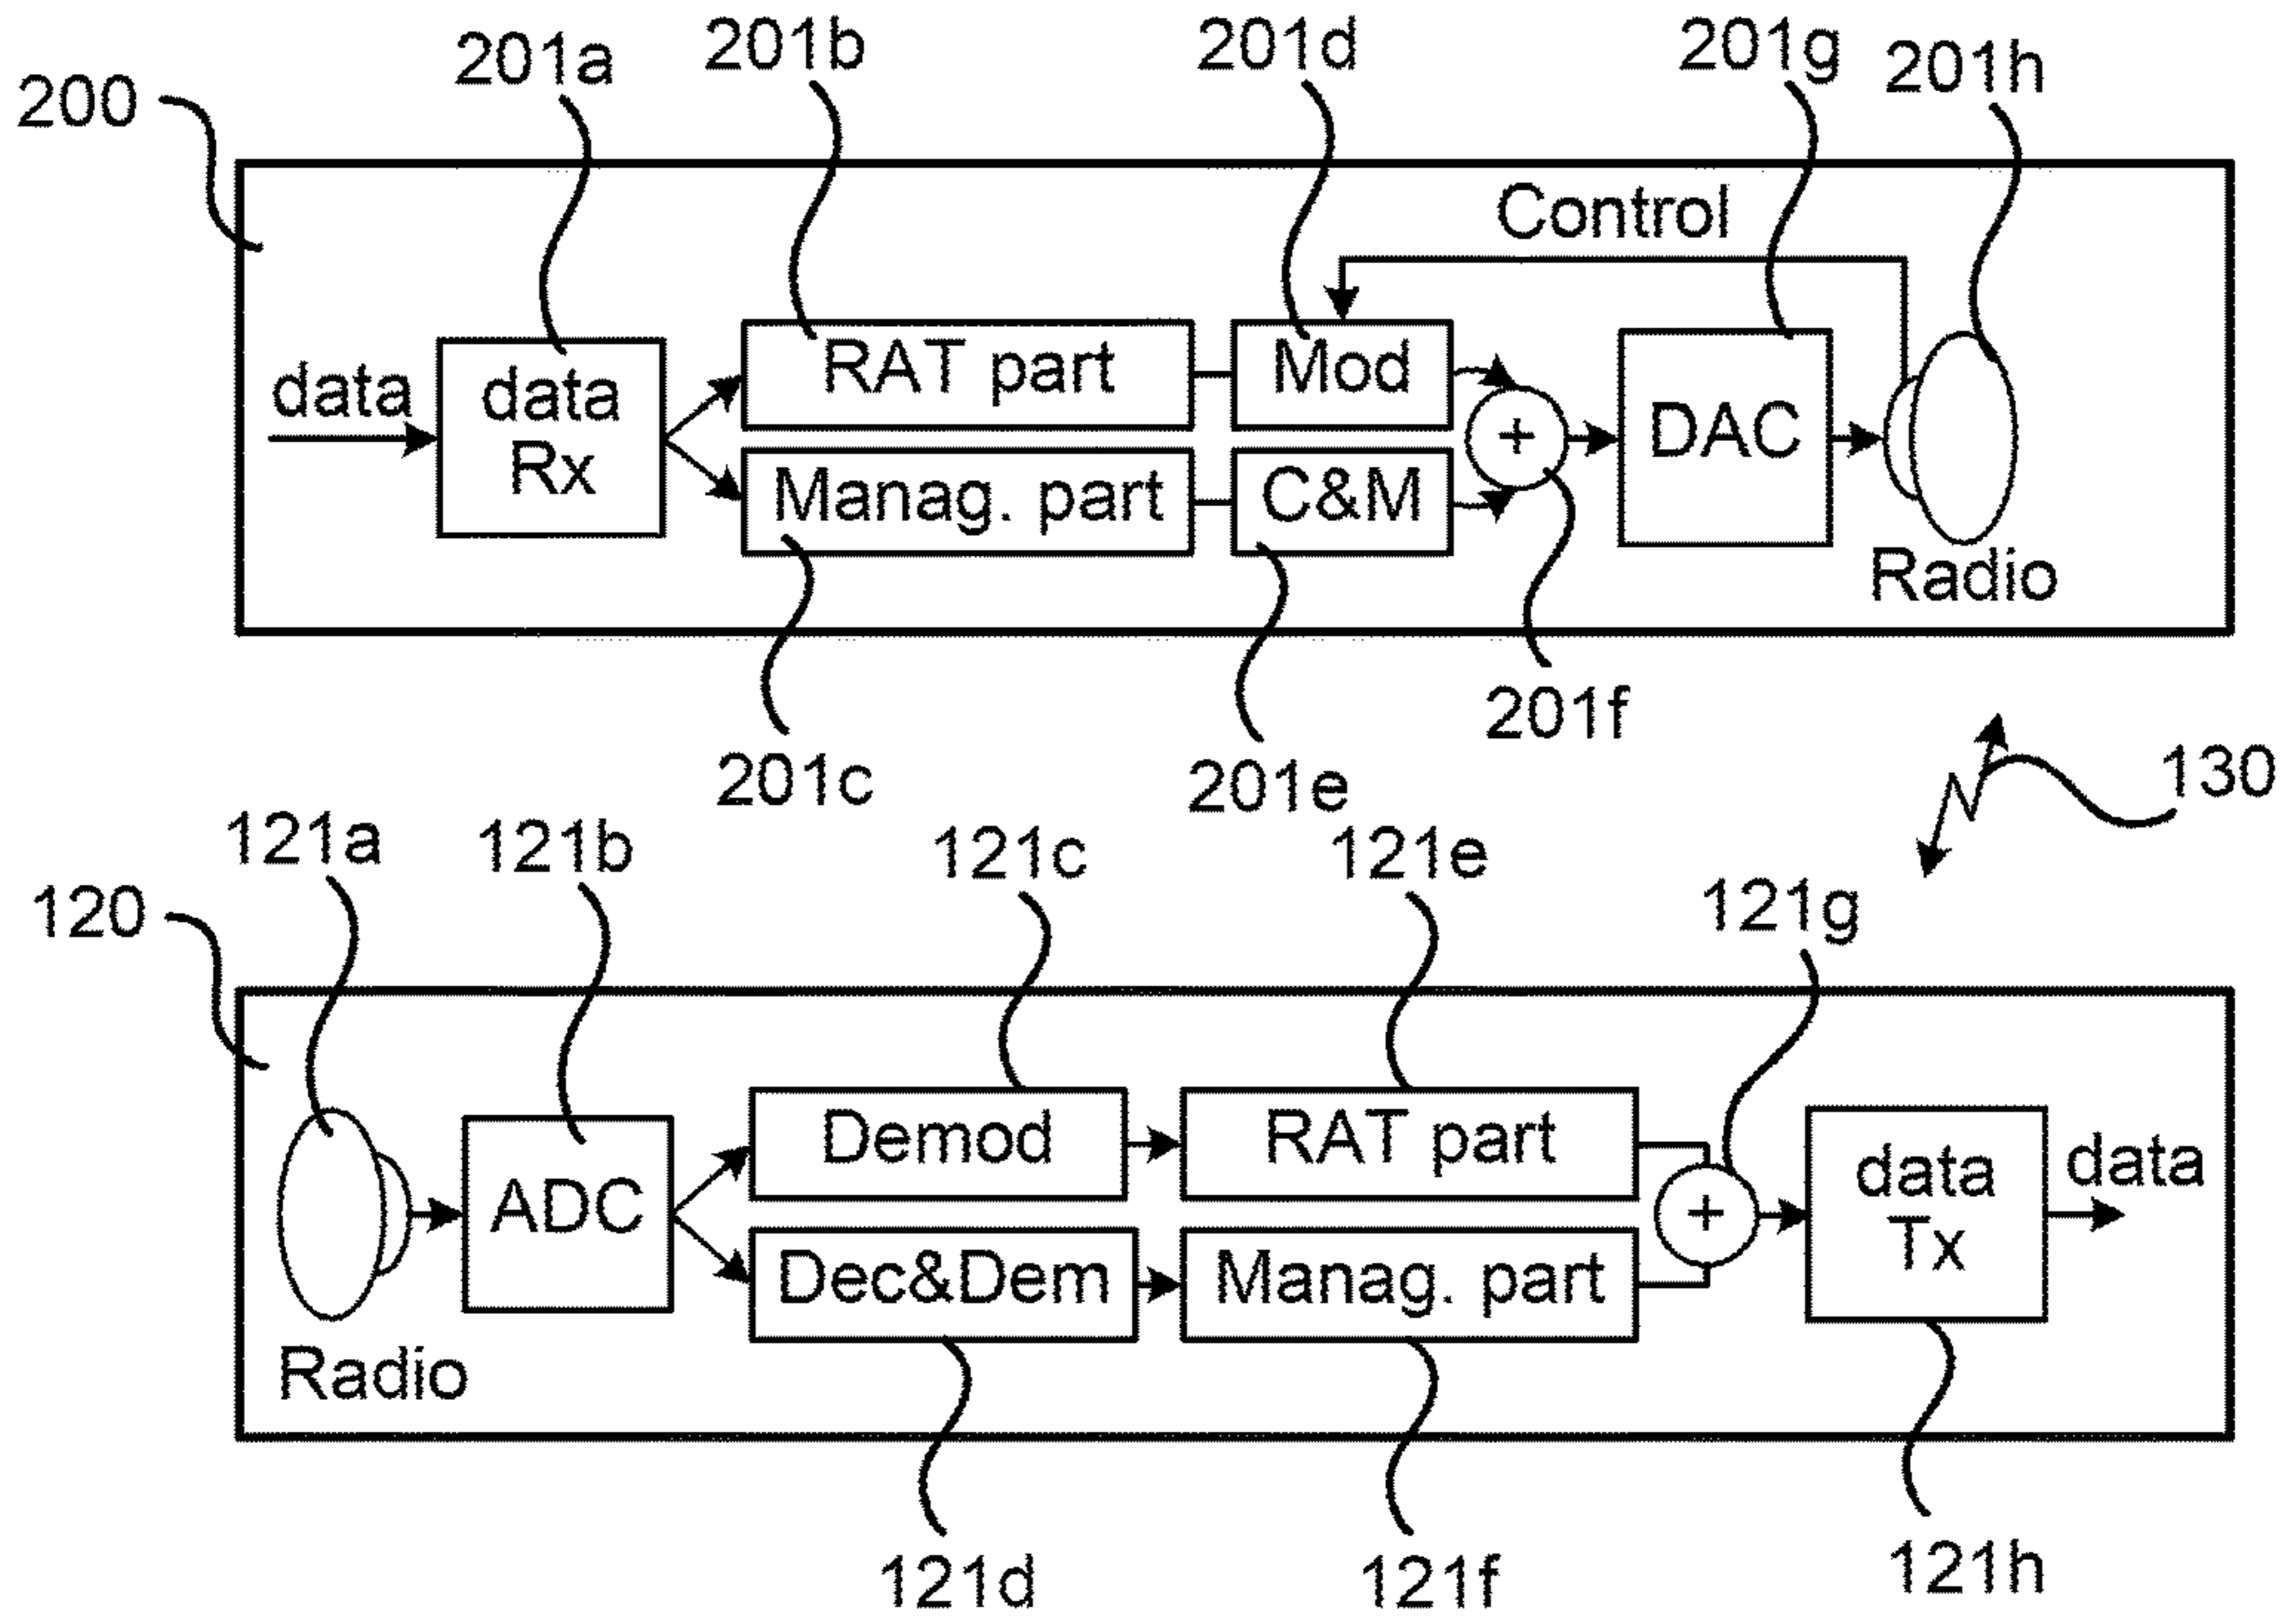 201a 201b 201d 201g 201h
200
Control
data
data
Rx
RAT part
Mod
Manag. part
C&M
+
DAC
Radio
201c
201e
201f
130
121a 121b 121c 121e 121g
120
Radio
ADC
Demod
RAT part
Dec&Dem
Manag. part
+
data
Tx
data
121d
121f
121h